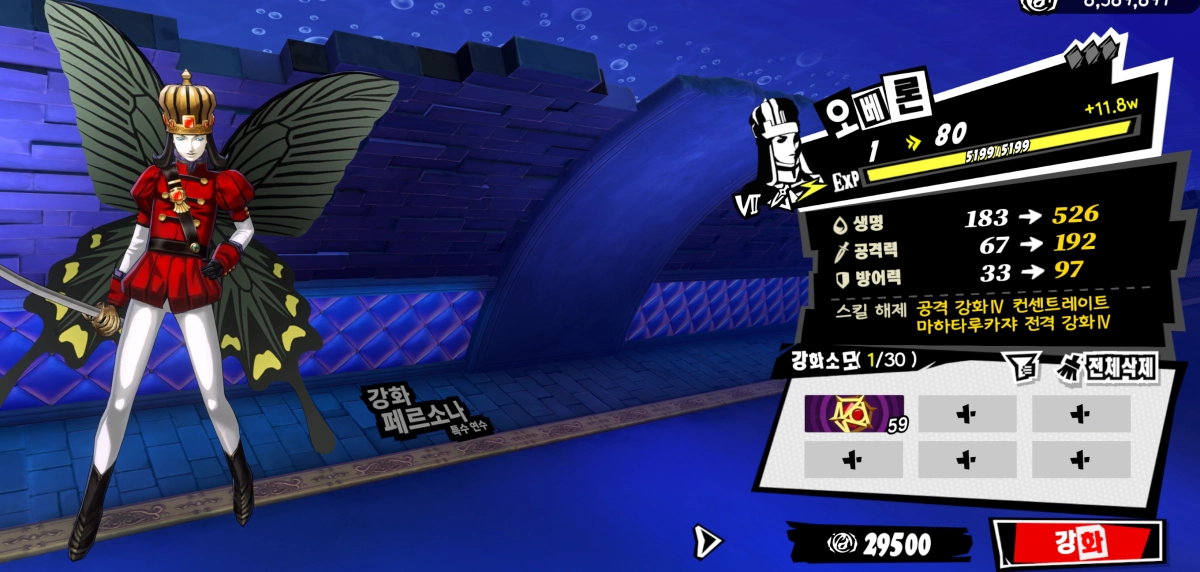 오베론
+11.8w
1 » 80
5199/5199
EXP
VII
생명 183 → 526
공격력 67 → 192
방어력 33 → 97
스킬 해제 공격 강화Ⅳ 컨센트레이트
마하타루카쟈 전격 강화Ⅳ
강화소모( 1/30 )
전체삭제
59
강화
페르소나
특수 연수
29500
강화